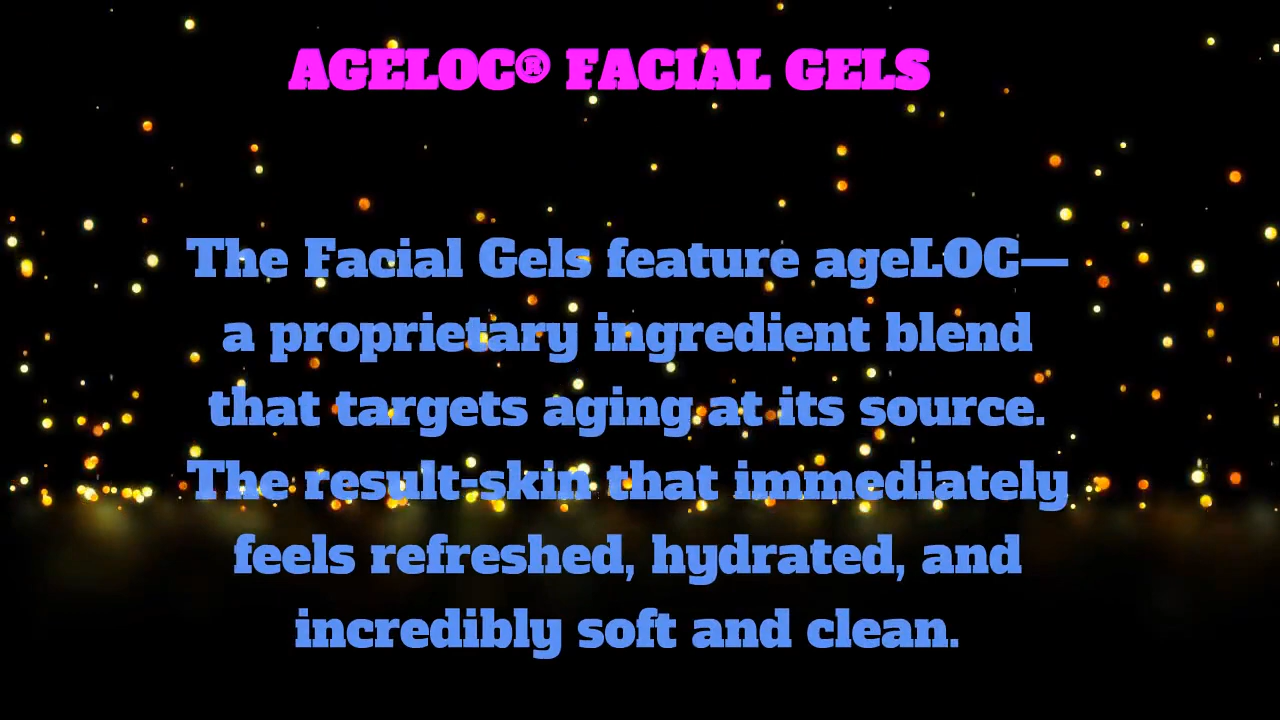 AGELOC® FACIAL GELS
The Facial Gels feature ageLOC—
a proprietary ingredient blend
that targets aging at its source.
The result-skin that immediately
feels refreshed, hydrated, and
incredibly soft and clean.